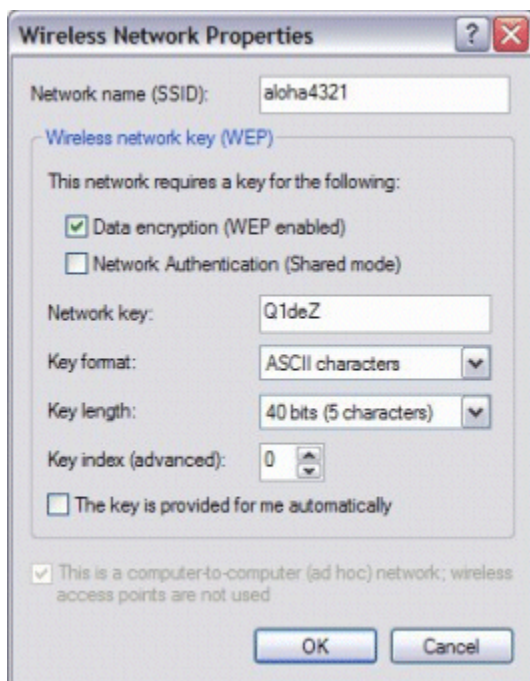 Wireless Network Properties
Network name (SSID): aloha4321
Wireless network key (WEP)
This network requires a key for the following:
Data encryption (WEP enabled)
Network Authentication (Shared mode)
Network key: Q1deZ
Key format: ASCII characters
Key length: 40 bits (5 characters)
Key index (advanced): 0
The key is provided for me automatically
This is a computer-to-computer (ad hoc) network; wireless
access points are not used
OK Cancel